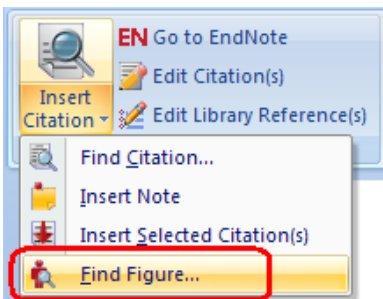 EN Go to EndNote
Edit Citation(s)
Insert
Citation
Edit Library Reference(s)
Find Citation...
Insert Note
Insert Selected Citation(s)
Find Figure...